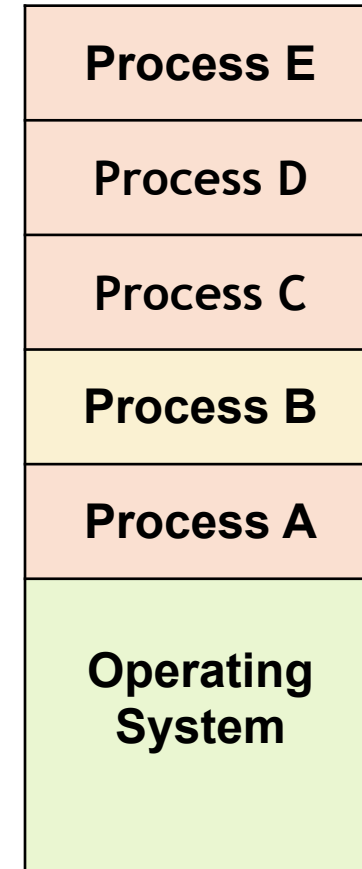 Process E
Process D
Process C
Process B
Process A
Operating
System